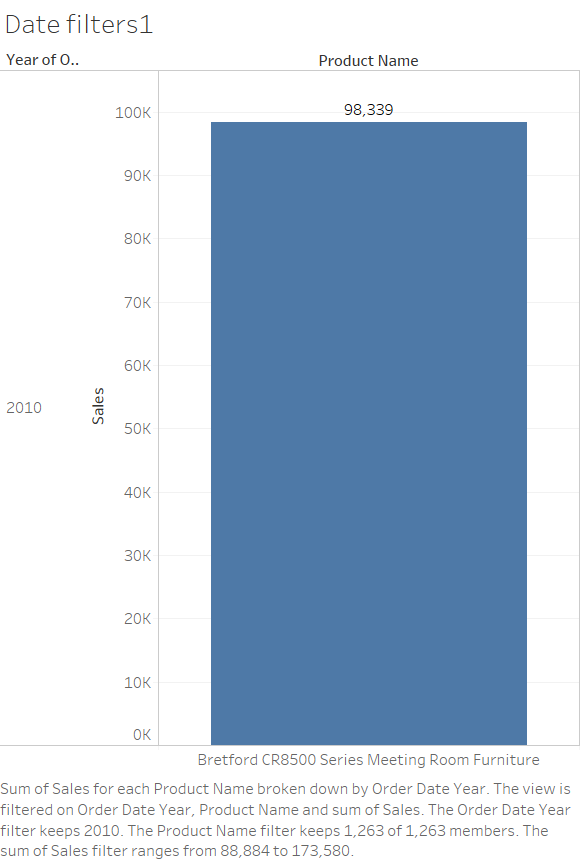 Date filters1
Year of O..
Product Name
98,339
100K
90K
80K
70K
60K
50K
40K
30K
20K
10K
0K
Sales
2010
Bretford CR8500 Series Meeting Room Furniture
Sum of Sales for each Product Name broken down by Order Date Year. The view is
filtered on Order Date Year, Product Name and sum of Sales. The Order Date Year
filter keeps 2010. The Product Name filter keeps 1,263 of 1,263 members. The
sum of Sales filter ranges from 88,884 to 173,580.